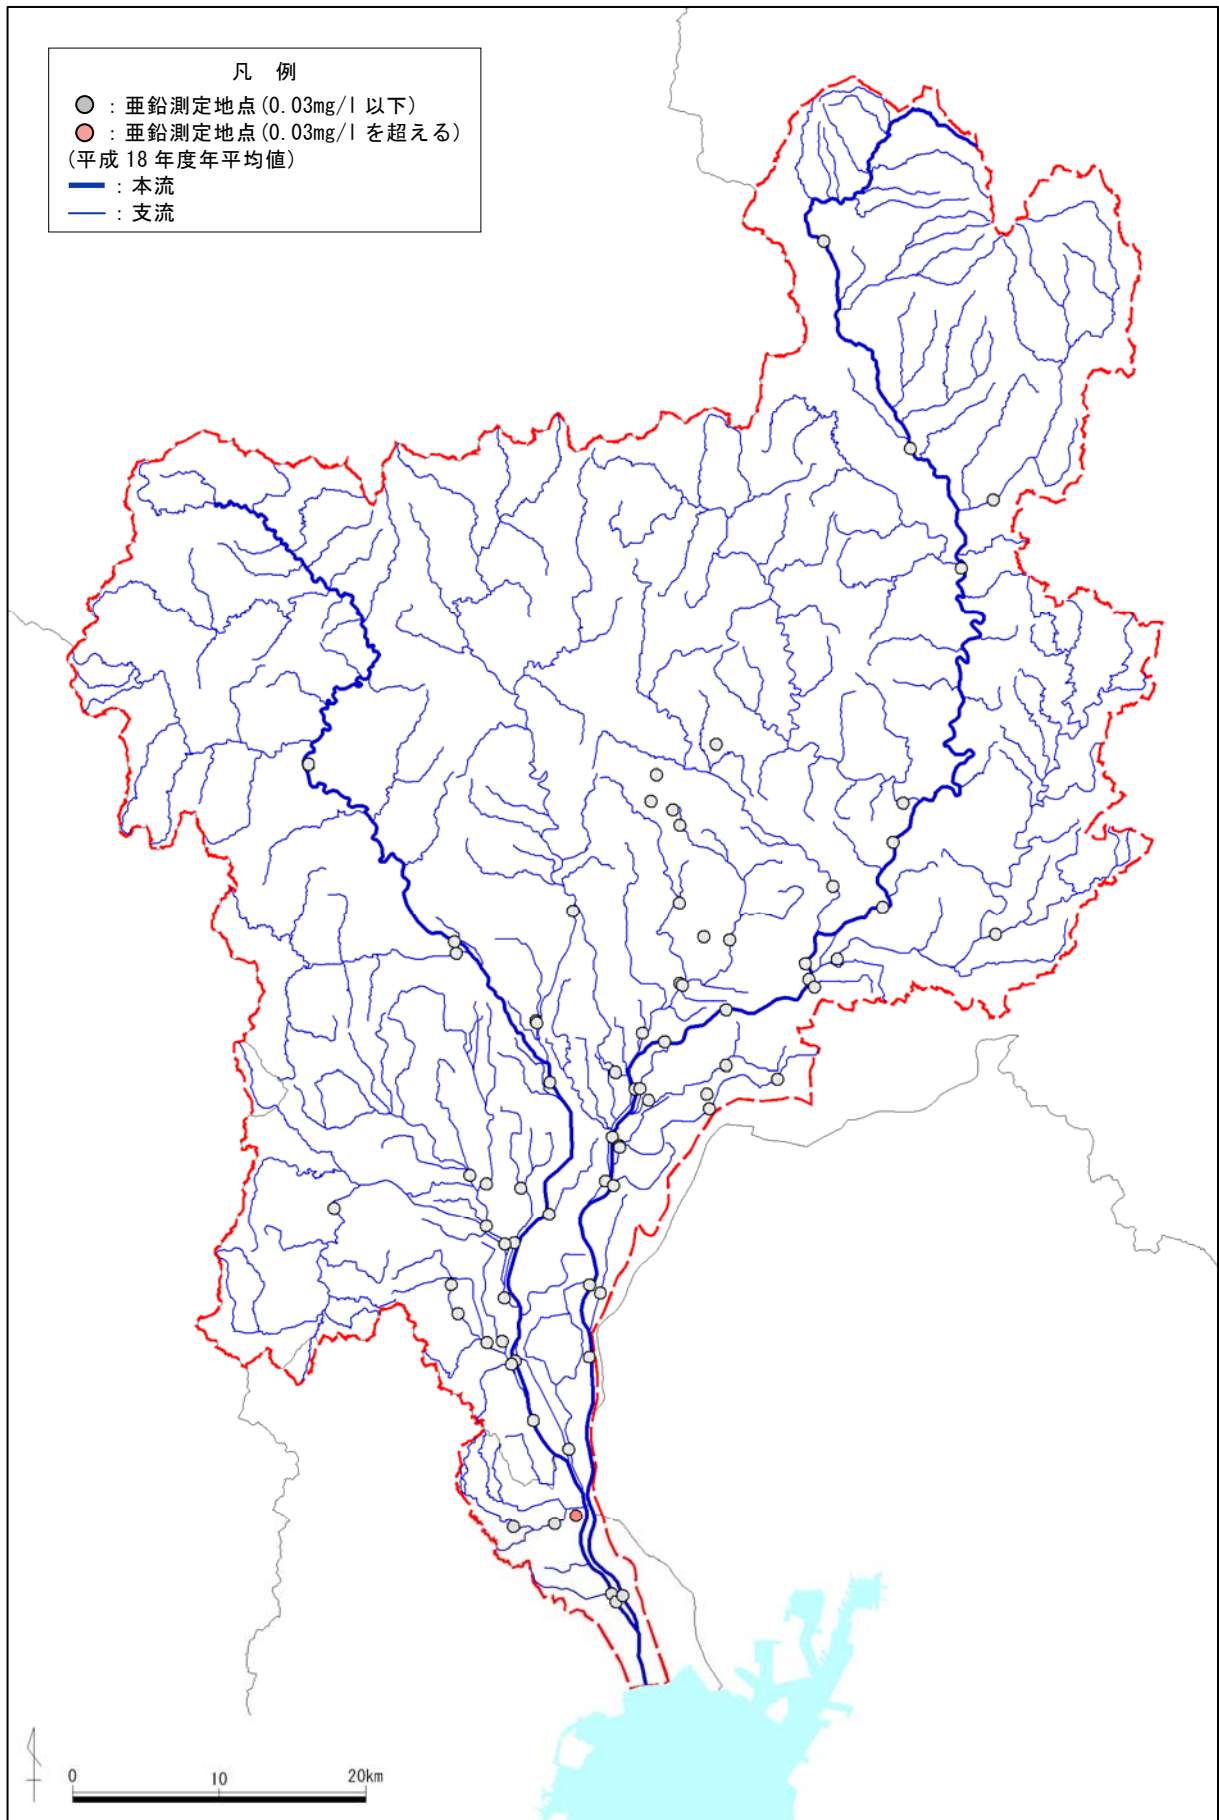 凡 例
: 亜鉛測定地点(0.03mg/l 以下)
: 亜鉛測定地点(0.03mg/l を超える)
(平成 18 年度年平均値)
: 本流
: 支流
0 10 20km